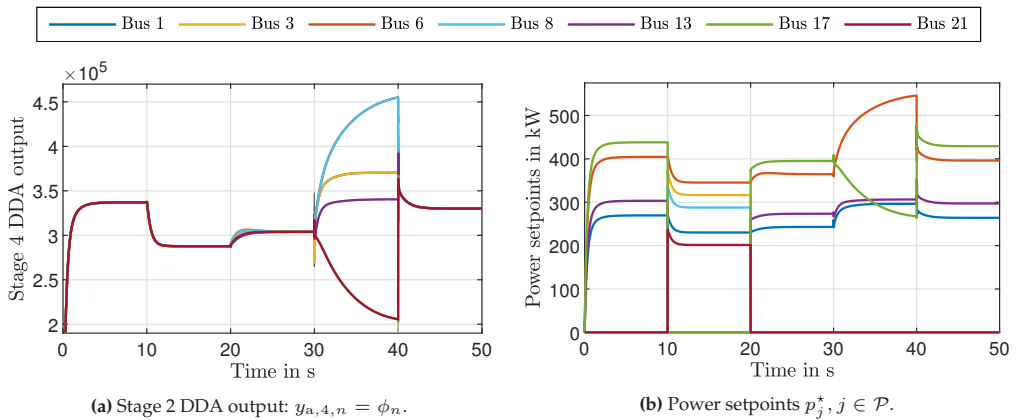 Bus 1 Bus 3 Bus 6 Bus 8 Bus 13 Bus 17 Bus 21
×10⁵
4.5
4
3.5
3
2.5
2
Stage 4 DDA output
0 10 20 30 40 50
Time in s
(a) Stage 2 DDA output: y_{a,4,n} = ϕ_n.
500
400
300
200
100
0
Power setpoints in kW
0 10 20 30 40 50
Time in s
(b) Power setpoints p_j^⋆, j ∈ 𝒫.